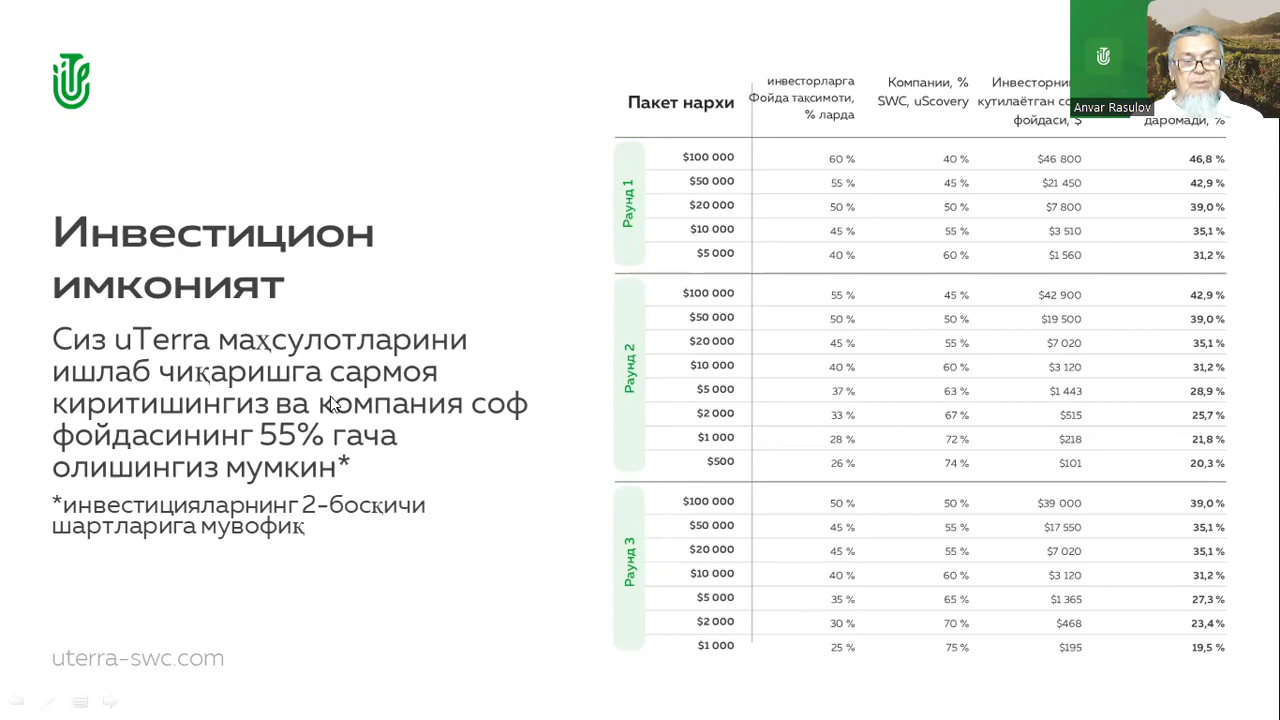 Инвестицион
имконият
Сиз uTerra маҳсулотларини
ишлаб чиқаришга сармоя
киритишингиз ва компания соф
фойдасининг 55% гача
олишингиз мумкин*
*инвестицияларнинг 2-босқичи
шартларига мувофиқ
uterra-swc.com
Пакет нархи
инвесторларга
Фойда тақсимоти,
% ларда
Компании, %
SWC, uScovery
кутилаётган
фойдаси, $
даромади, %
Anvar Rasulov
Раунд 1
$100 000 60 % 40 % $46 800 46,8 %
$50 000 55 % 45 % $21 450 42,9 %
$20 000 50 % 50 % $7 800 39,0 %
$10 000 45 % 55 % $3 510 35,1 %
$5 000 40 % 60 % $1 560 31,2 %
Раунд 2
$100 000 55 % 45 % $42 900 42,9 %
$50 000 50 % 50 % $19 500 39,0 %
$20 000 45 % 55 % $7 020 35,1 %
$10 000 40 % 60 % $3 120 31,2 %
$5 000 37 % 63 % $1 443 28,9 %
$2 000 33 % 67 % $515 25,7 %
$1 000 28 % 72 % $218 21,8 %
$500 26 % 74 % $101 20,3 %
Раунд 3
$100 000 50 % 50 % $39 000 39,0 %
$50 000 45 % 55 % $17 550 35,1 %
$20 000 45 % 55 % $7 020 35,1 %
$10 000 40 % 60 % $3 120 31,2 %
$5 000 35 % 65 % $1 365 27,3 %
$2 000 30 % 70 % $468 23,4 %
$1 000 25 % 75 % $195 19,5 %